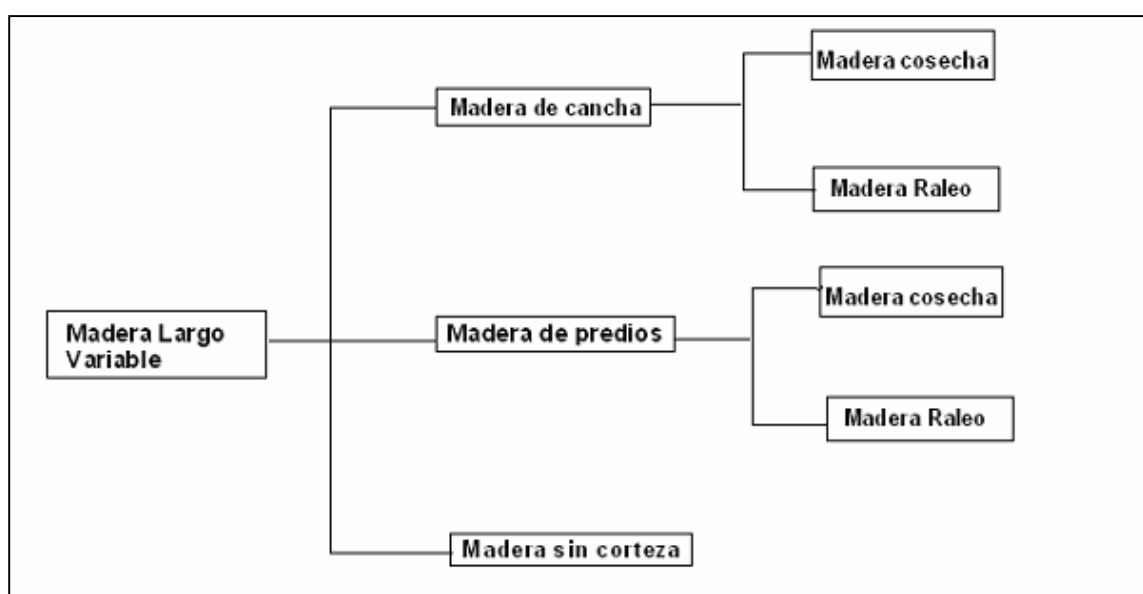 Madera Largo
Variable
Madera de cancha
Madera cosecha
Madera Raleo
Madera de predios
Madera cosecha
Madera Raleo
Madera sin corteza